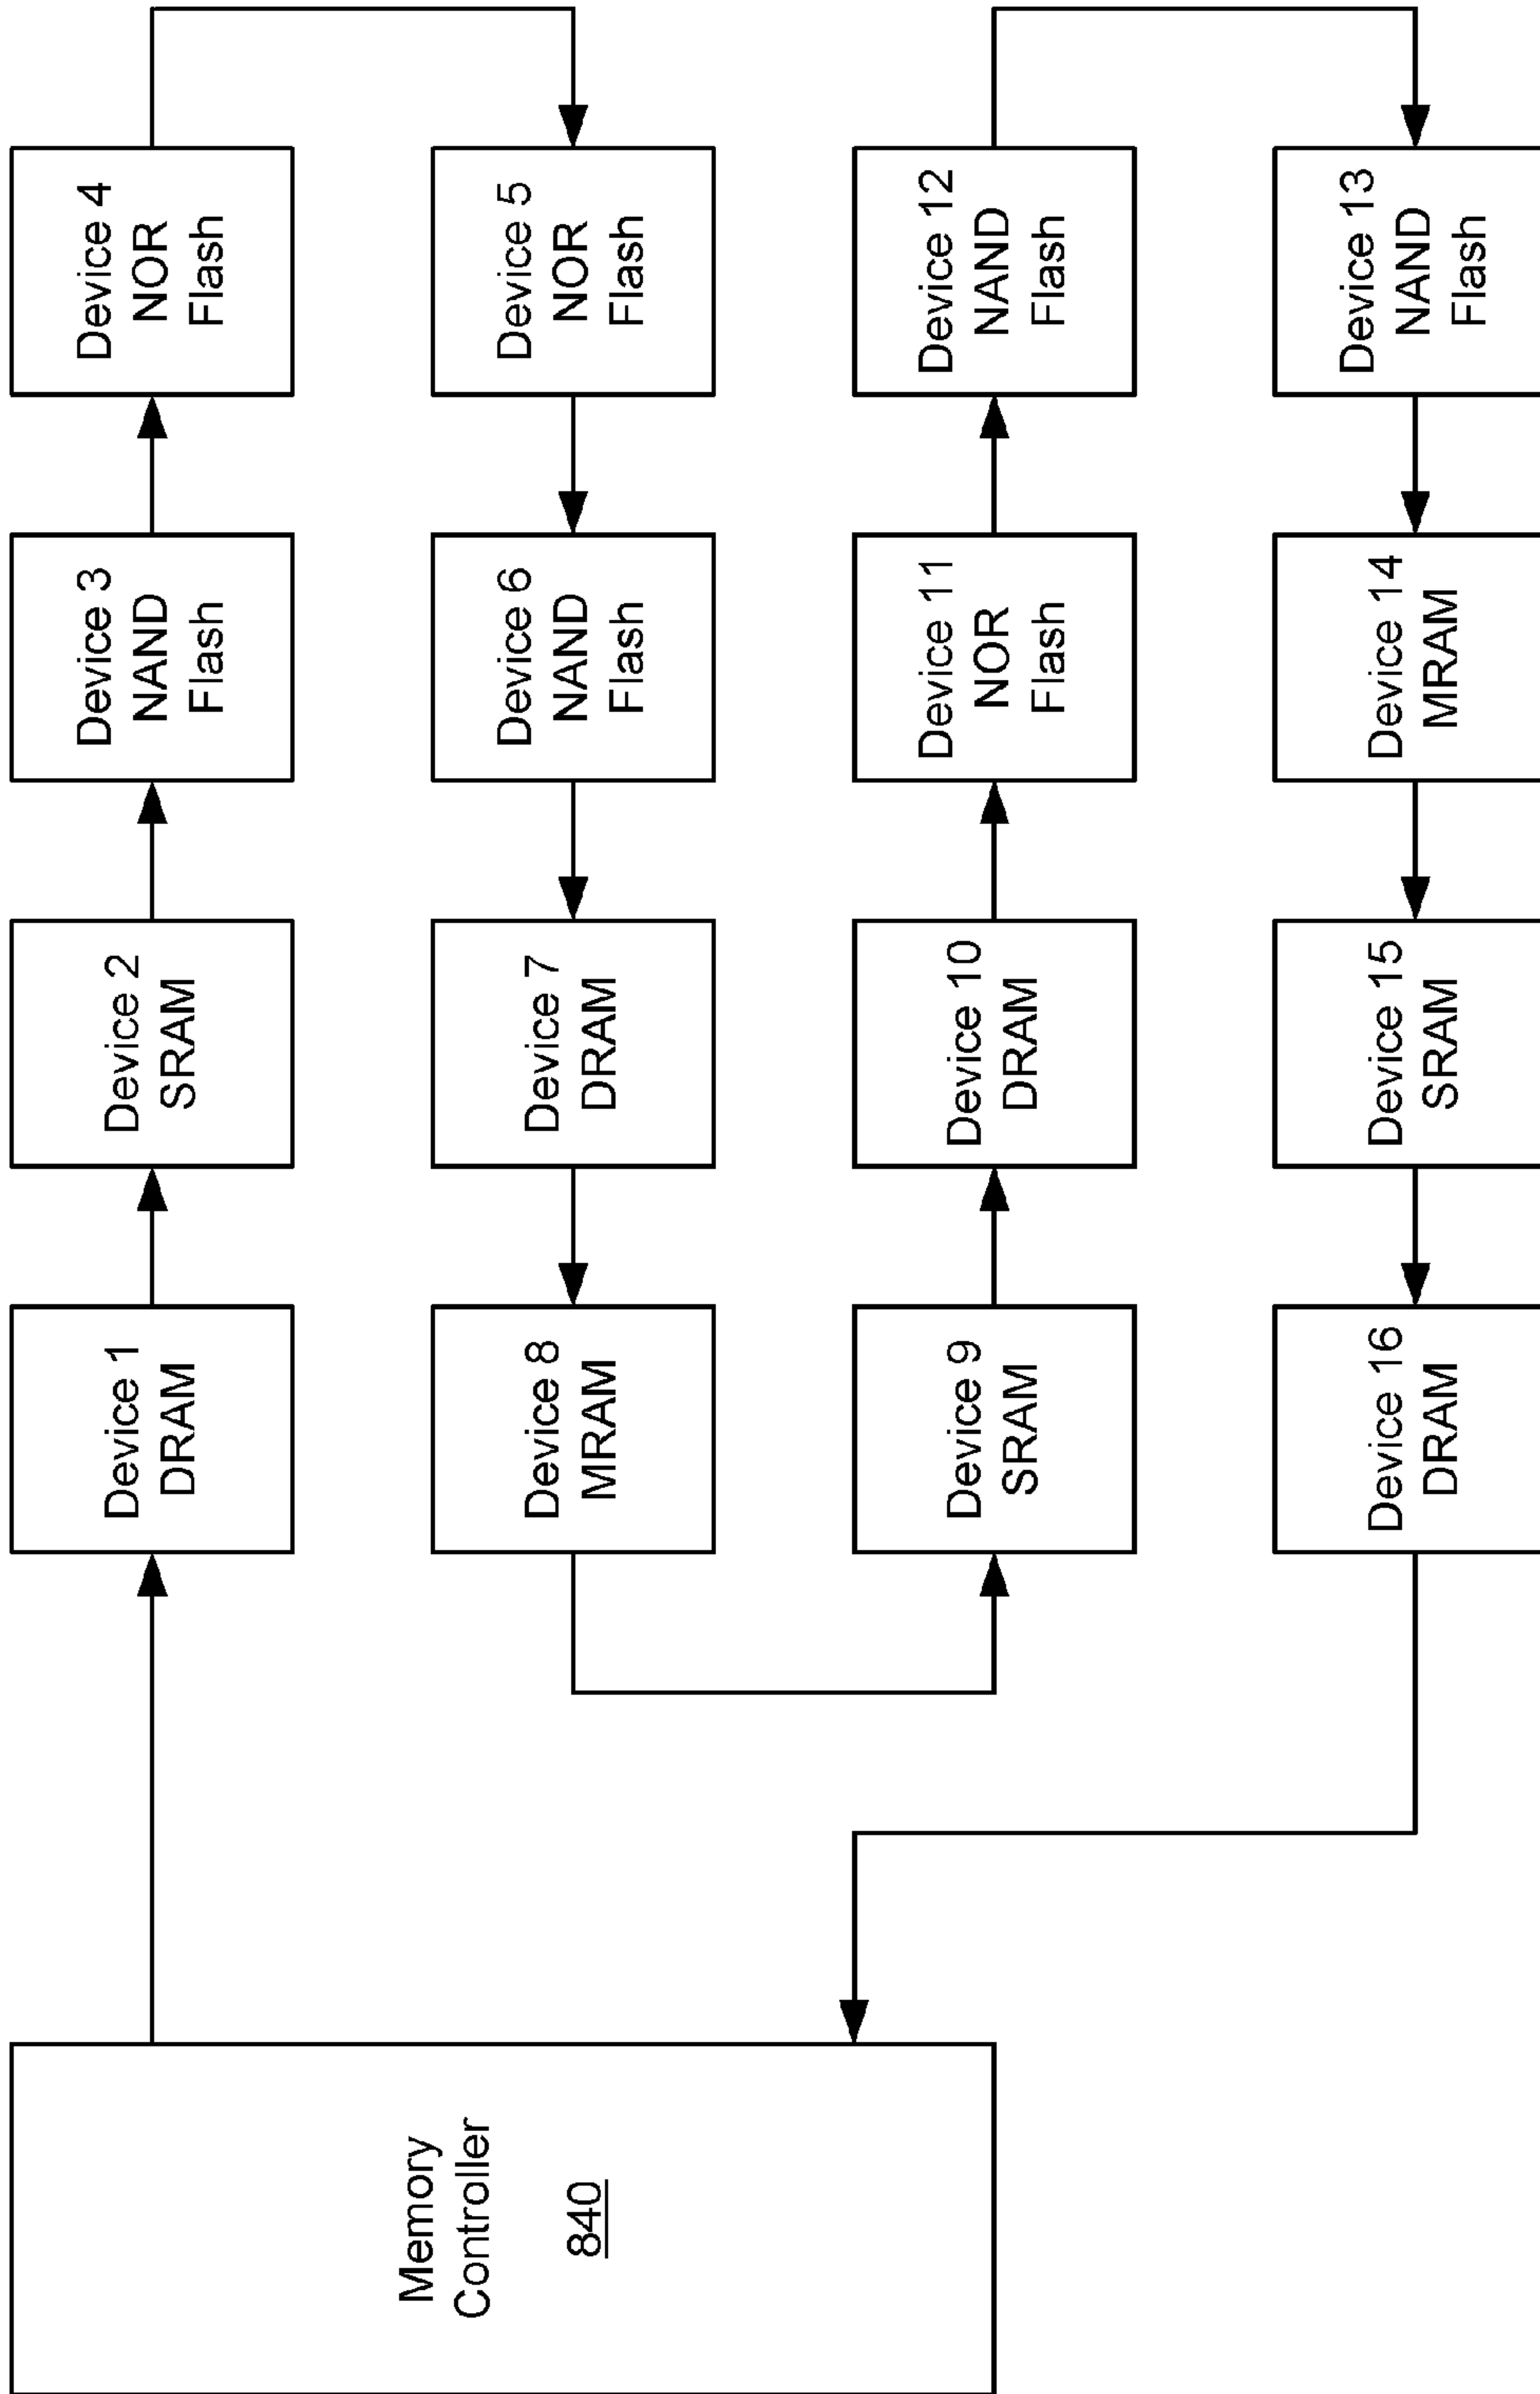 Memory
Controller
840
Device 1
DRAM
Device 2
SRAM
Device 3
NAND
Flash
Device 4
NOR
Flash
Device 5
NOR
Flash
Device 6
NAND
Flash
Device 7
DRAM
Device 8
MRAM
Device 9
SRAM
Device 10
DRAM
Device 11
NOR
Flash
Device 12
NAND
Flash
Device 13
NAND
Flash
Device 14
MRAM
Device 15
SRAM
Device 16
DRAM